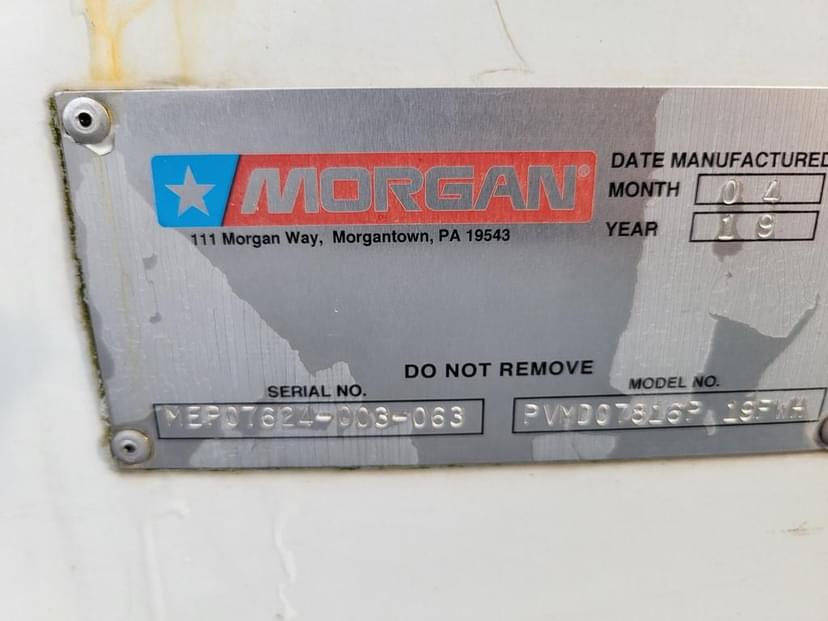 MORGAN®
111 Morgan Way, Morgantown, PA 19543
DATE MANUFACTURED
MONTH 04
YEAR 19
DO NOT REMOVE
SERIAL NO.
MEP07624-003-063
MODEL NO.
PVMD07816P 19FWH